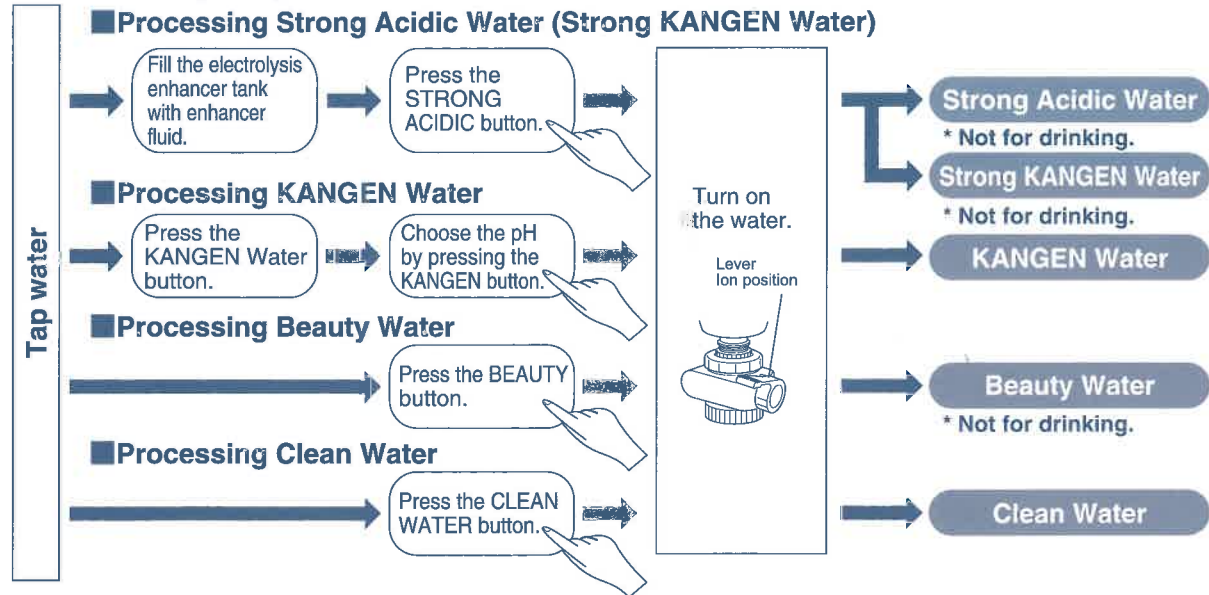 ■Processing Strong Acidic Water (Strong KANGEN Water)
Tap water
Fill the electrolysis
enhancer tank
with enhancer
fluid.
Press the
STRONG
ACIDIC button.
Strong Acidic Water
* Not for drinking.
Strong KANGEN Water
* Not for drinking.
■Processing KANGEN Water
Press the
KANGEN Water
button.
Choose the pH
by pressing the
KANGEN button.
Turn on
the water.
Lever
Ion position
KANGEN Water
■Processing Beauty Water
Press the BEAUTY
button.
Beauty Water
* Not for drinking.
■Processing Clean Water
Press the CLEAN
WATER button.
Clean Water